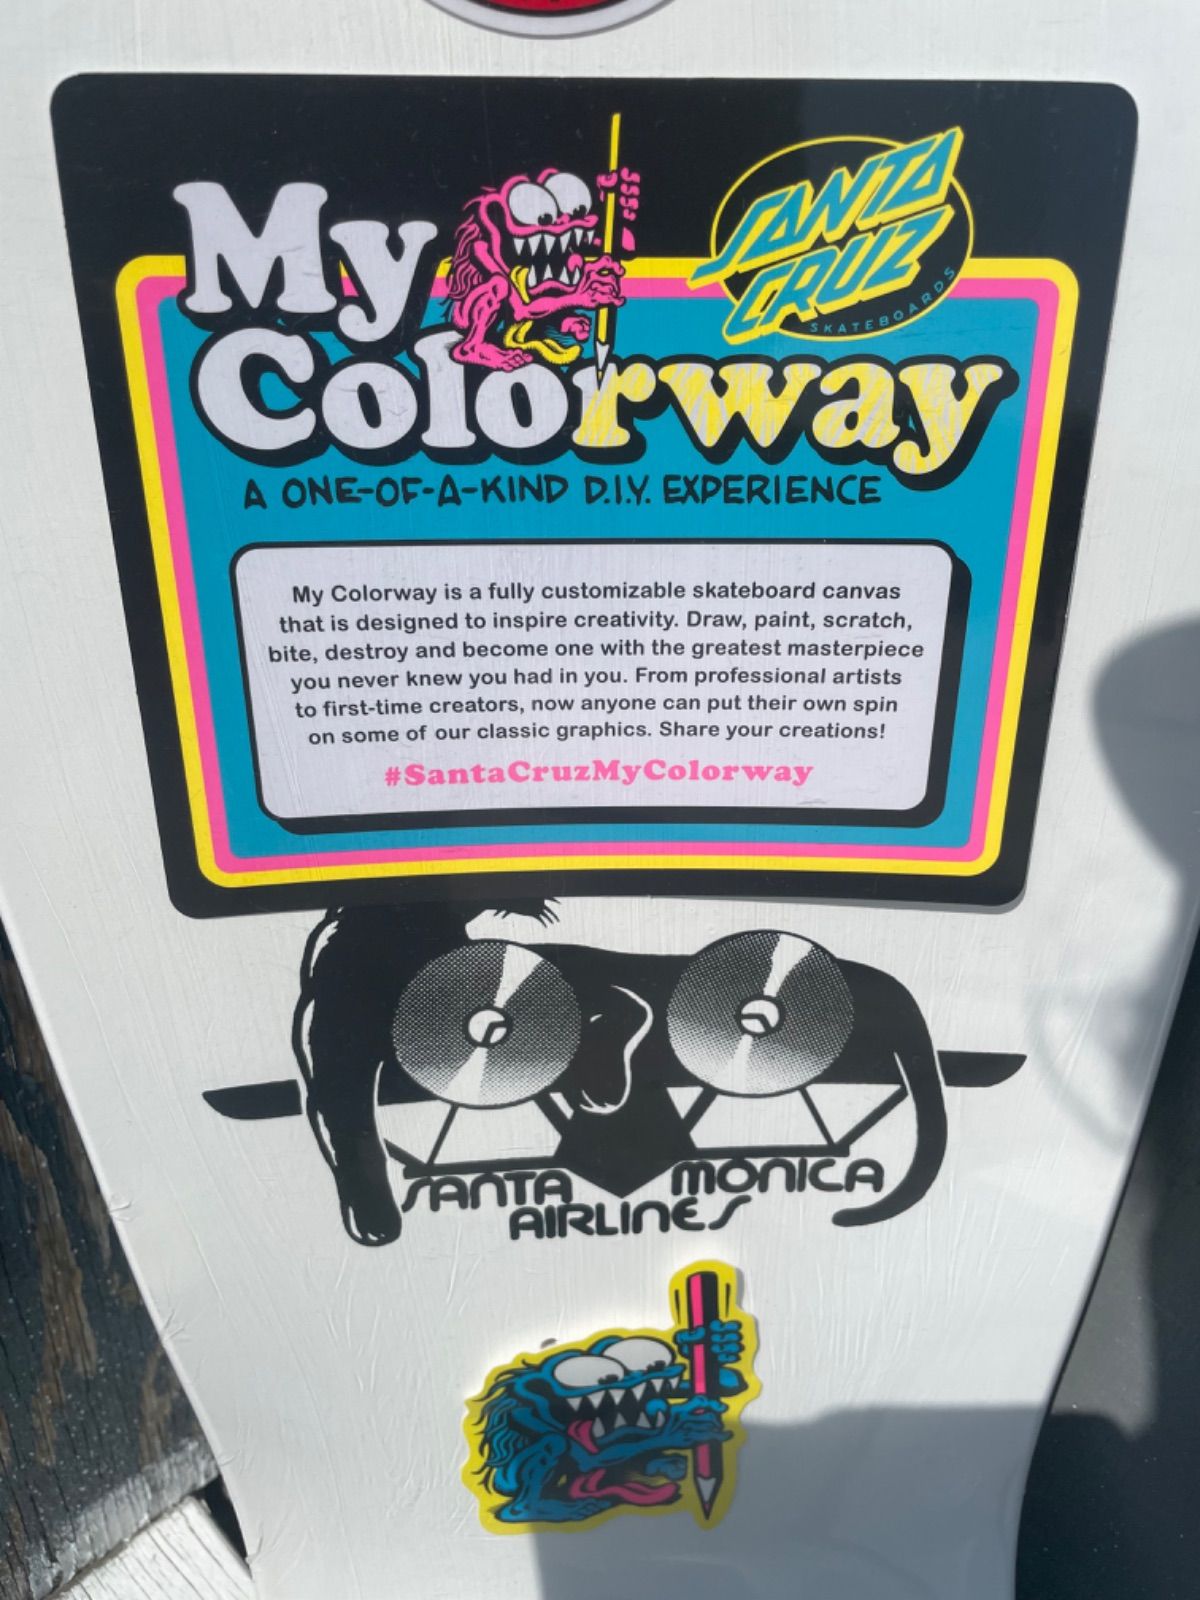 My
SANTA
CRUZ
SKATEBOARDS
Colorway
A ONE-OF-A-KIND D.I.Y. EXPERIENCE
My Colorway is a fully customizable skateboard canvas
that is designed to inspire creativity. Draw, paint, scratch,
bite, destroy and become one with the greatest masterpiece
you never knew you had in you. From professional artists
to first-time creators, now anyone can put their own spin
on some of our classic graphics. Share your creations!
#SantaCruzMyColorway
SANTA MONICA
AIRLINES